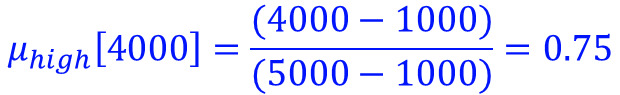 μ_high[4000] = (4000 − 1000) / (5000 − 1000) = 0.75